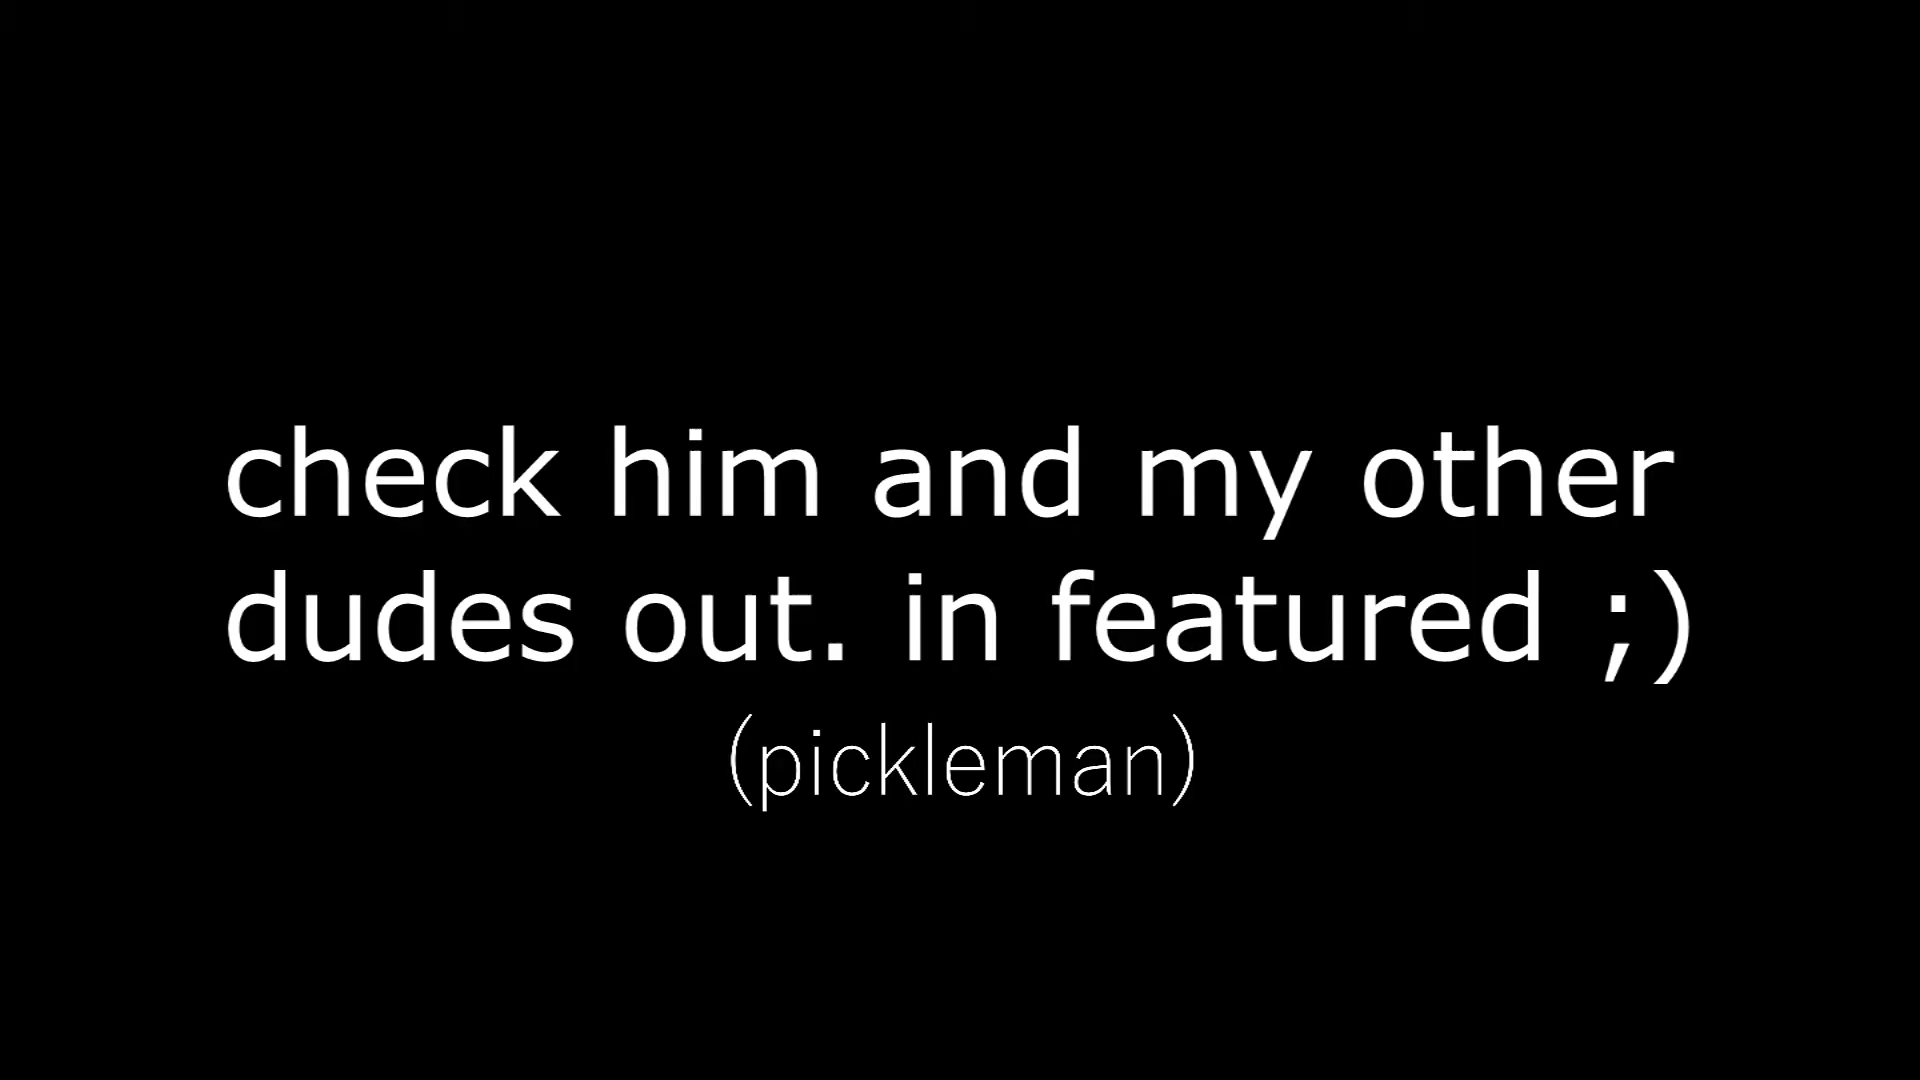 check him and my other
dudes out. in featured ;)
(pickleman)